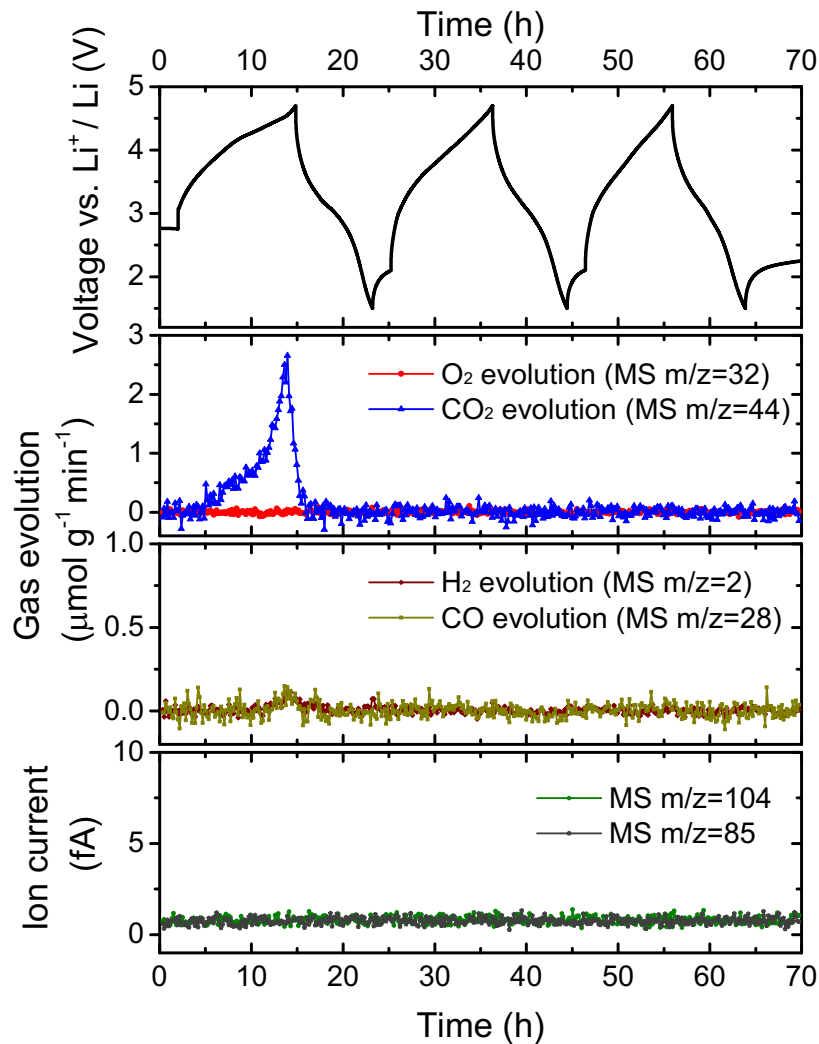 Time (h)
0 10 20 30 40 50 60 70
Voltage vs. Li⁺ / Li (V)
5
4
3
2
1
3
O₂ evolution (MS m/z=32)
2
CO₂ evolution (MS m/z=44)
1
0
Gas evolution
(μmol g⁻¹ min⁻¹)
1.0
H₂ evolution (MS m/z=2)
0.5
CO evolution (MS m/z=28)
0.0
Ion current
(fA)
10
MS m/z=104
5
MS m/z=85
0
0 10 20 30 40 50 60 70
Time (h)